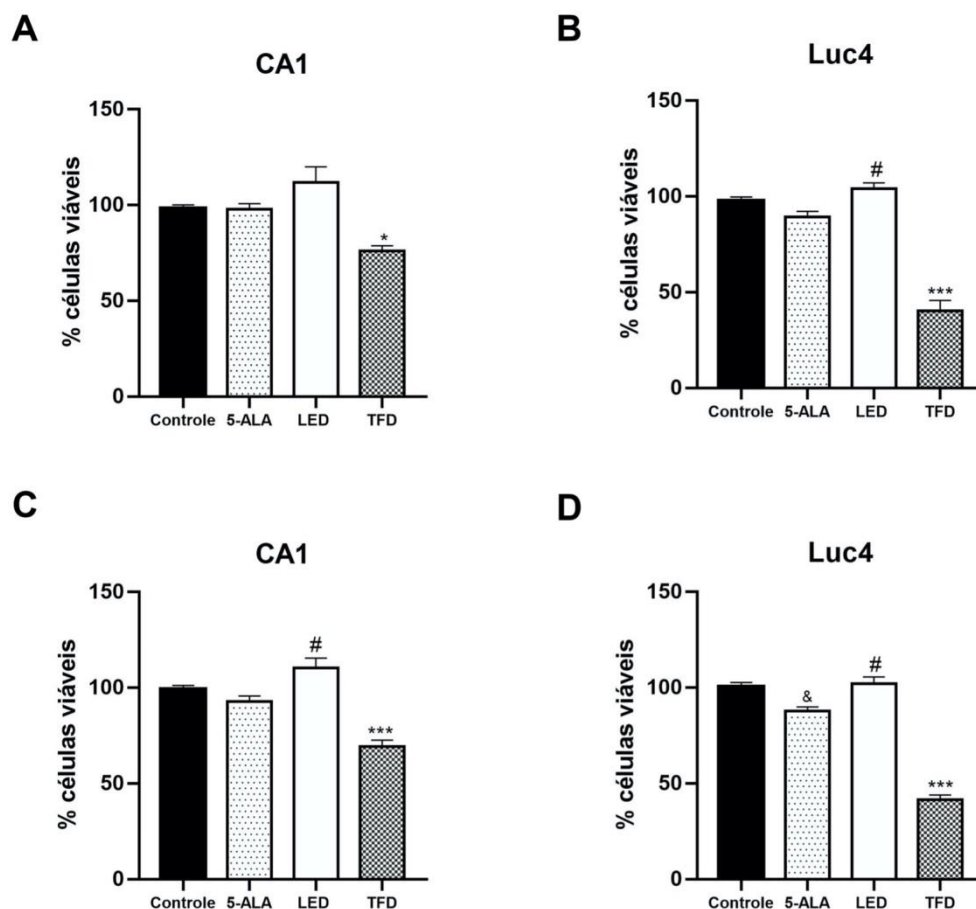 A
CA1
% células viáveis
150
100
50
0
*
Controle 5-ALA LED TFD
B
Luc4
% células viáveis
150
100
50
0
#
***
Controle 5-ALA LED TFD
C
CA1
% células viáveis
150
100
50
0
#
***
Controle 5-ALA LED TFD
D
Luc4
% células viáveis
150
100
50
0
&
#
***
Controle 5-ALA LED TFD